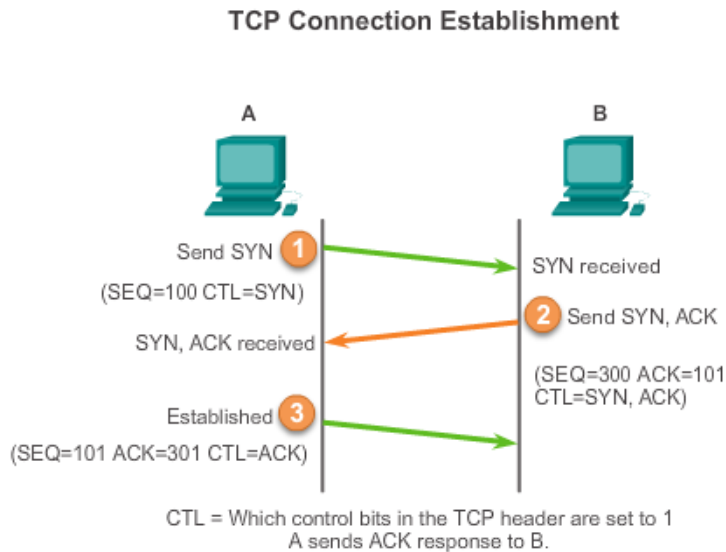 TCP Connection Establishment
A
B
Send SYN 1
SYN received
(SEQ=100 CTL=SYN)
2 Send SYN, ACK
SYN, ACK received
(SEQ=300 ACK=101
CTL=SYN, ACK)
Established 3
(SEQ=101 ACK=301 CTL=ACK)
CTL = Which control bits in the TCP header are set to 1
A sends ACK response to B.